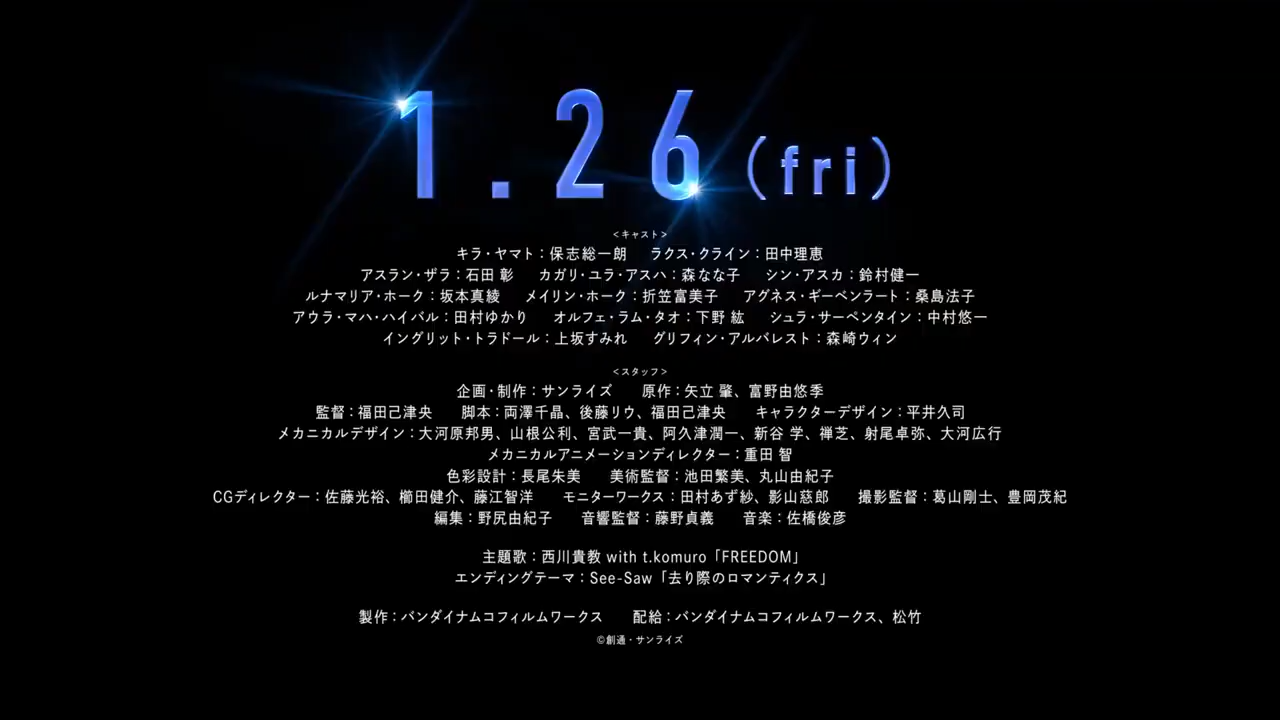 1.26(fri)
<キャスト>
キラ・ヤマト：保志総一朗　ラクス・クライン：田中理恵
アスラン・ザラ：石田 彰　カガリ・ユラ・アスハ：森なな子　シン・アスカ：鈴村健一
ルナマリア・ホーク：坂本真綾　メイリン・ホーク：折笠富美子　アグネス・ギーベンラート：桑島法子
アウラ・マハ・ハイバル：田村ゆかり　オルフェ・ラム・タオ：下野 紘　シュラ・サーペンタイン：中村悠一
イングリット・トラドール：上坂すみれ　グリフィン・アルバレスト：森崎ウィン
<スタッフ>
企画・制作：サンライズ　原作：矢立 肇、富野由悠季
監督：福田己津央　脚本：両澤千晶、後藤リウ、福田己津央　キャラクターデザイン：平井久司
メカニカルデザイン：大河原邦男、山根公利、宮武一貴、阿久津潤一、新谷 学、禅芝、射尾卓弥、大河広行
メカニカルアニメーションディレクター：重田 智
色彩設計：長尾朱美　美術監督：池田繁美、丸山由紀子
CGディレクター：佐藤光裕、櫛田健介、藤江智洋　モニターワークス：田村あず紗、影山慈郎　撮影監督：葛山剛士、豊岡茂紀
編集：野尻由紀子　音響監督：藤野貞義　音楽：佐橋俊彦
主題歌：西川貴教 with t.komuro「FREEDOM」
エンディングテーマ：See-Saw「去り際のロマンティクス」
製作：バンダイナムコフィルムワークス　配給：バンダイナムコフィルムワークス、松竹
©創通・サンライズ